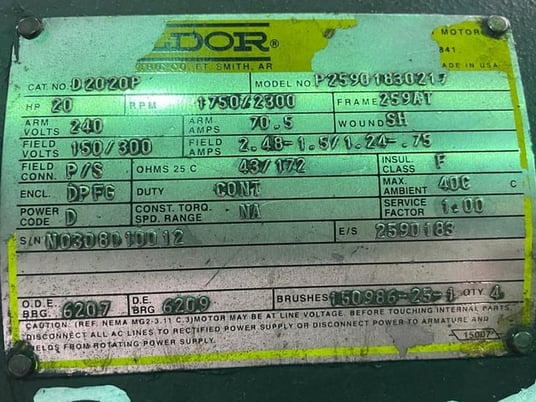 LDOR
MOTOR
CO. FT. SMITH, AR
841.
MADE IN USA
CAT. NO. D2020P MODEL NO P2590183021
HP 20 RPM 1750/2300 FRAME 259AT
ARM VOLTS 240 ARM AMPS 70.5 WOUND SH
FIELD VOLTS 150/300 FIELD AMPS 2.48-1.5/1.24-.75
FIELD CONN. P/S OHMS 25 C 43/172 INSUL. CLASS F
ENCL. DPFG DUTY CONT MAX. AMBIENT 40C C
POWER CODE D CONST. TORQ. SPD. RANGE NA SERVICE FACTOR 1.00
S/N N0308010012 E/S 2590183
O.D.E. BRG. 6207 D.E. BRG 6209 BRUSHES 150986-25-1 QTY 4
CAUTION: (REF. NEMA MG2-3.11 C.3) MOTOR MAY BE AT LINE VOLTAGE. BEFORE TOUCHING INTERNAL PARTS,
DISCONNECT ALL AC LINES TO RECTIFIED POWER SUPPLY OR DISCONNECT POWER TO ARMATURE AND
FIELDS FROM ROTATING POWER SUPPLY. 15007